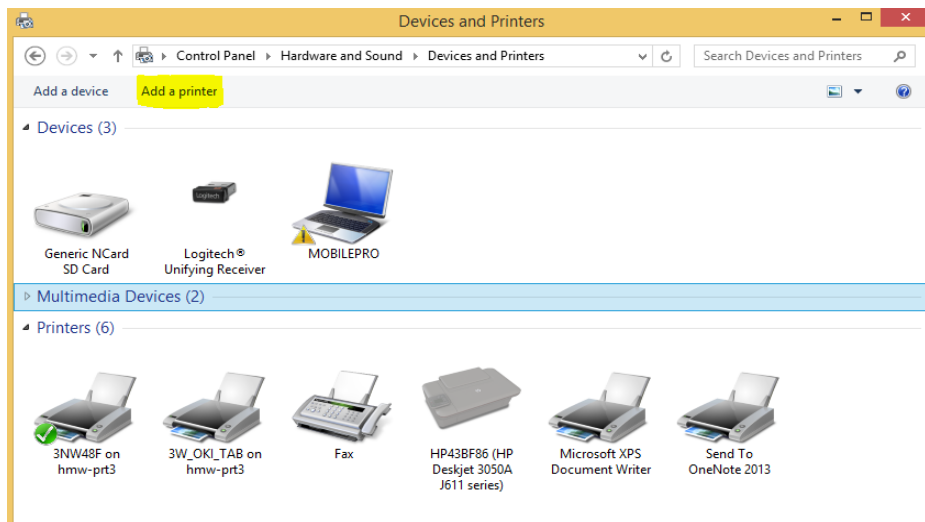 Devices and Printers
Control Panel Hardware and Sound Devices and Printers Search Devices and Printers
Add a device Add a printer
Devices (3)
Logitech
Generic NCard
SD Card
Logitech®
Unifying Receiver
MOBILEPRO
Multimedia Devices (2)
Printers (6)
3NW48F on
hmw-prt3
3W_OKI_TAB on
hmw-prt3
Fax
HP43BF86 (HP
Deskjet 3050A
J611 series)
Microsoft XPS
Document Writer
Send To
OneNote 2013